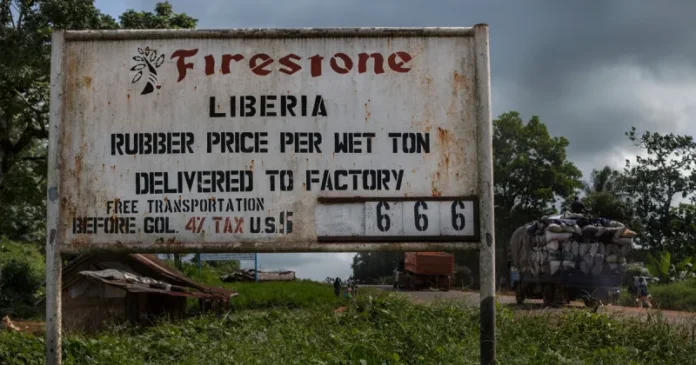 Firestone
LIBERIA
RUBBER PRICE PER WET TON
DELIVERED TO FACTORY
FREE TRANSPORTATION
BEFORE.GOL. 4% TAX U.S.$ 666